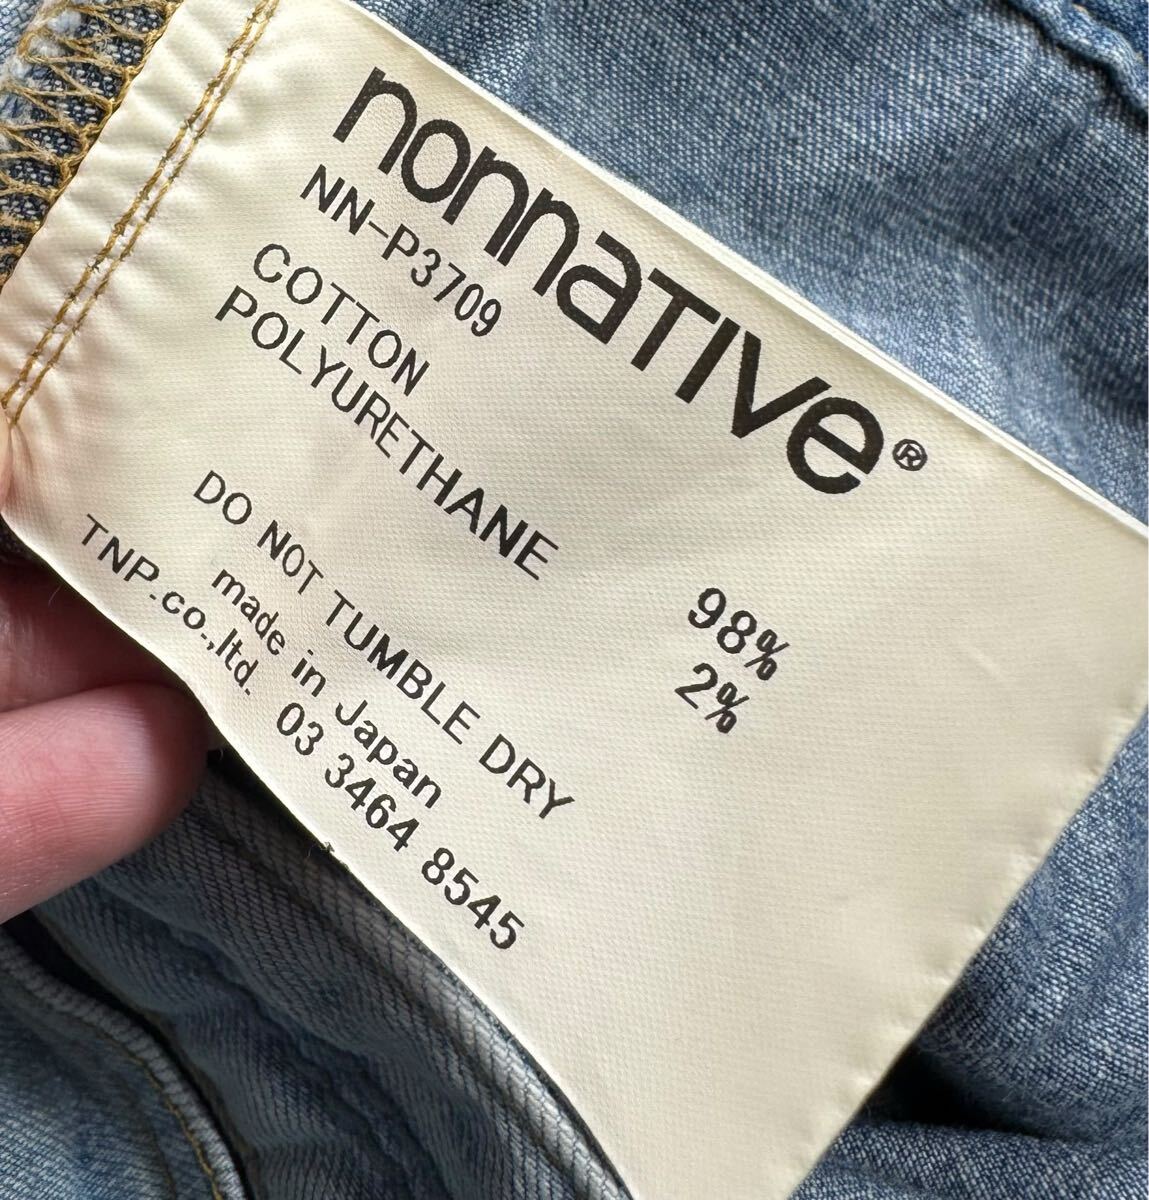 nonnaTIVe®
NN-P3709
COTTON 98%
POLYURETHANE 2%
DO NOT TUMBLE DRY
made in Japan
TNP.co.,ltd. 03 3464 8545